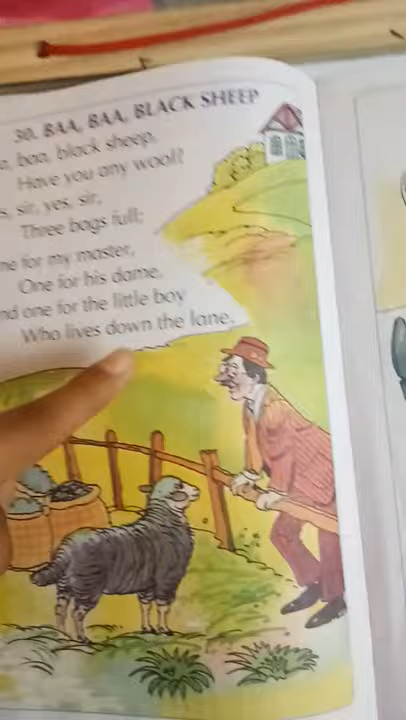 30. BAA, BAA, BLACK SHEEP
baa, black sheep,
Have you any wool?
sir, yes, sir,
Three bags full;
for my master,
One for his dame,
one for the little boy
Who lives down the lane.